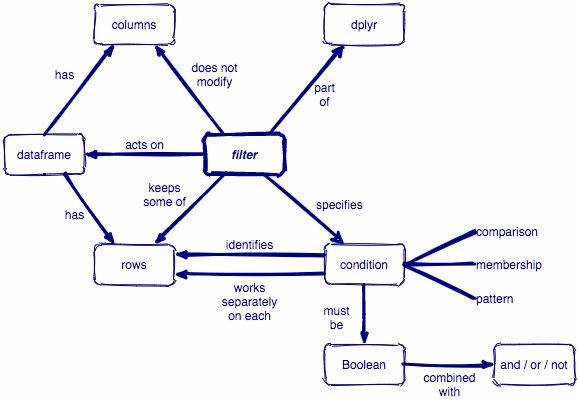 columns
dplyr
has
does not
modify
part
of
dataframe
acts on
filter
keeps
some of
specifies
has
comparison
rows
identifies
condition
membership
works
separately
on each
pattern
must
be
Boolean
combined
with
and / or / not